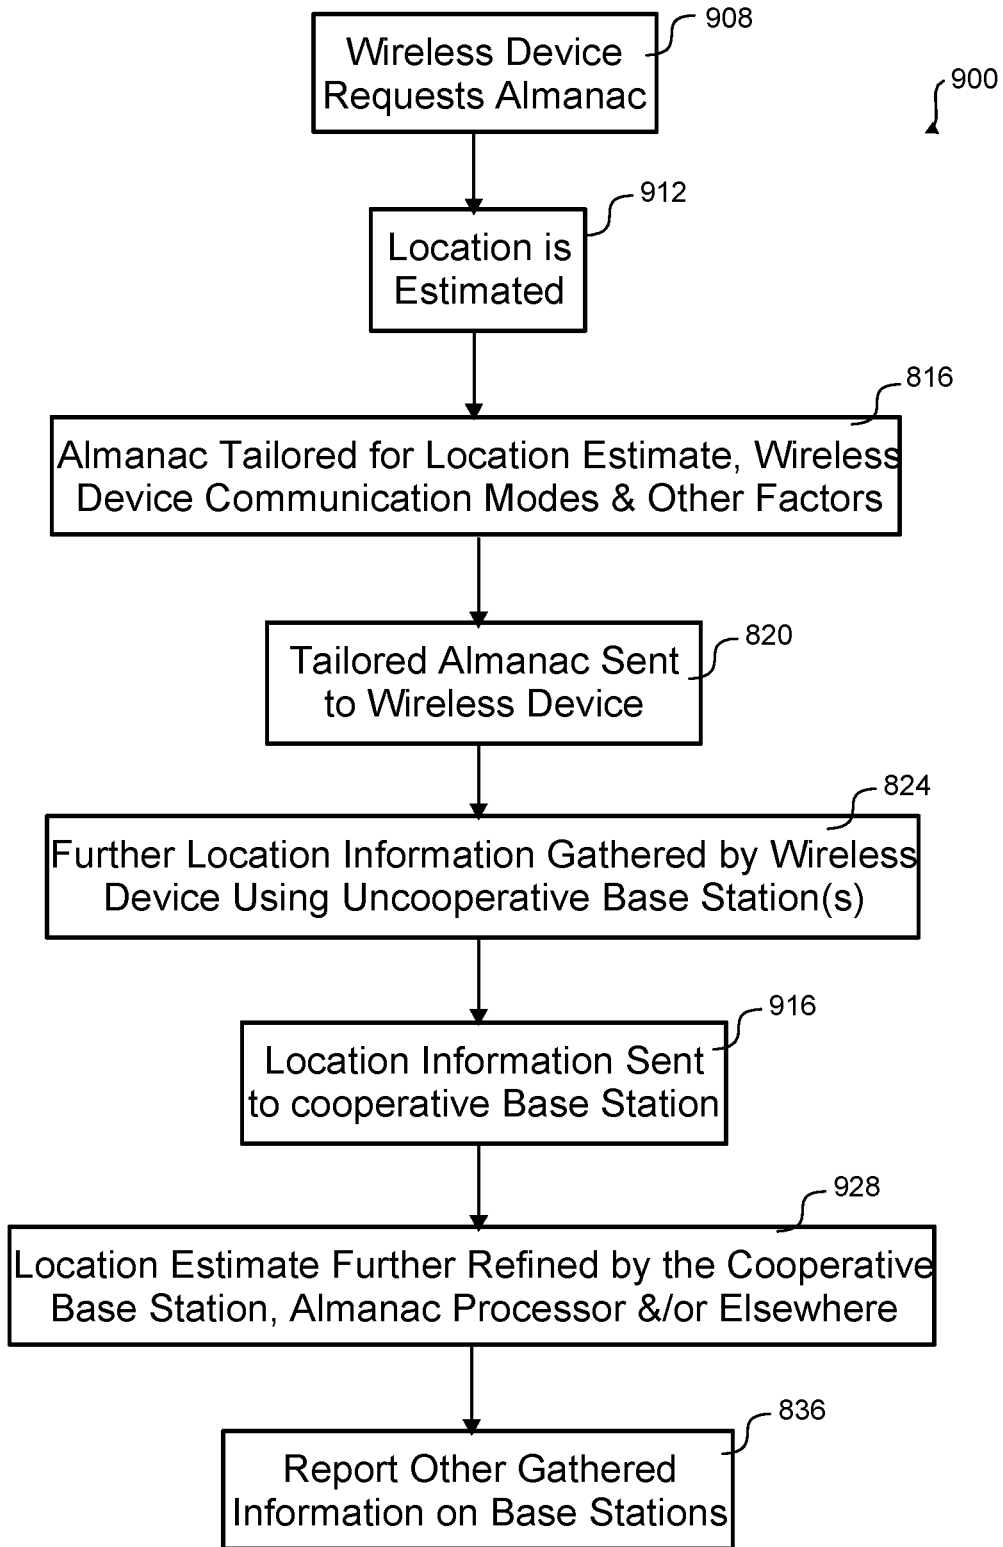 908
Wireless Device
Requests Almanac
900
912
Location is
Estimated
816
Almanac Tailored for Location Estimate, Wireless
Device Communication Modes & Other Factors
820
Tailored Almanac Sent
to Wireless Device
824
Further Location Information Gathered by Wireless
Device Using Uncooperative Base Station(s)
916
Location Information Sent
to cooperative Base Station
928
Location Estimate Further Refined by the Cooperative
Base Station, Almanac Processor &/or Elsewhere
836
Report Other Gathered
Information on Base Stations